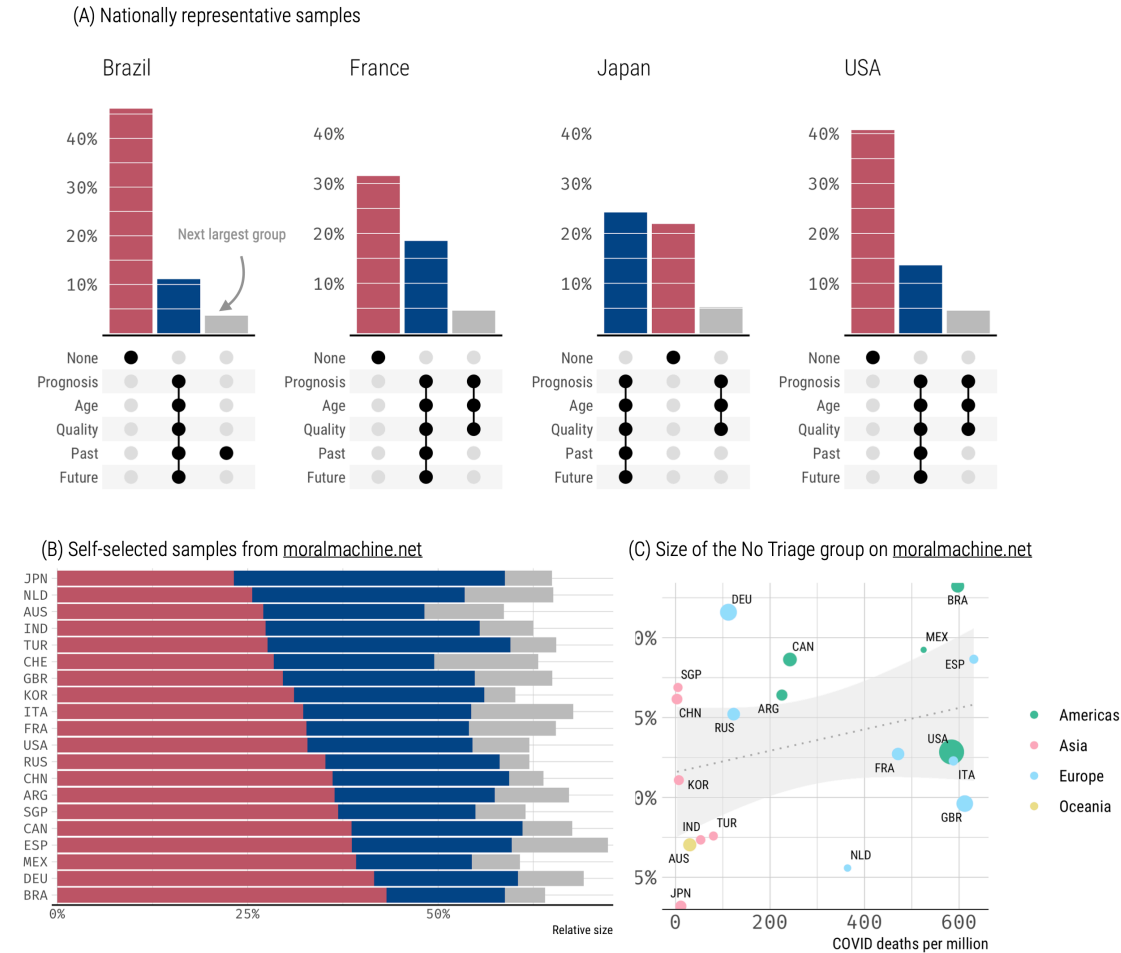 (A) Nationally representative samples
Brazil
France
Japan
USA
40%
30%
20%
10%
Next largest group
40%
30%
20%
10%
40%
30%
20%
10%
40%
30%
20%
10%
None
Prognosis
Age
Quality
Past
Future
None
Prognosis
Age
Quality
Past
Future
None
Prognosis
Age
Quality
Past
Future
None
Prognosis
Age
Quality
Past
Future
(B) Self-selected samples from moralmachine.net
JPN
NLD
AUS
IND
TUR
CHE
GBR
KOR
ITA
FRA
USA
RUS
CHN
ARG
SGP
CAN
ESP
MEX
DEU
BRA
0%
25%
50%
Relative size
(C) Size of the No Triage group on moralmachine.net
0%
5%
0%
5%
DEU
BRA
MEX
CAN
ESP
SGP
CHN
ARG
RUS
USA
FRA
ITA
KOR
GBR
IND
TUR
AUS
NLD
JPN
0
200
400
600
COVID deaths per million
Americas
Asia
Europe
Oceania